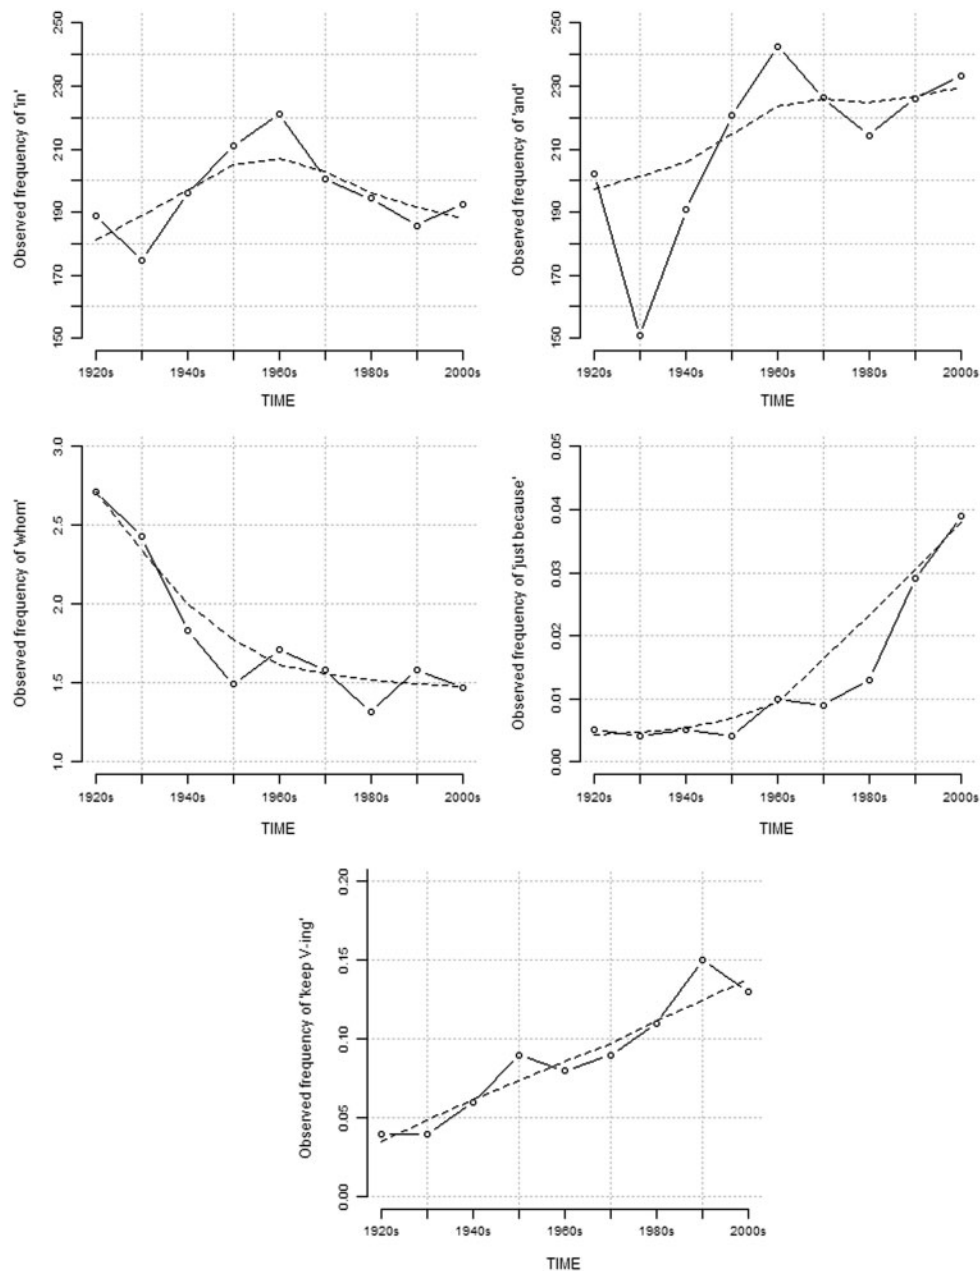 Observed frequency of 'in'
250
230
210
190
170
150
1920s 1940s 1960s 1980s 2000s
TIME
Observed frequency of 'and'
250
230
210
190
170
150
1920s 1940s 1960s 1980s 2000s
TIME
Observed frequency of 'whom'
3.0
2.5
2.0
1.5
1.0
1920s 1940s 1960s 1980s 2000s
TIME
Observed frequency of 'just because'
0.05
0.04
0.03
0.02
0.01
0.00
1920s 1940s 1960s 1980s 2000s
TIME
Observed frequency of 'keep V-ing'
0.20
0.15
0.10
0.05
0.00
1920s 1940s 1960s 1980s 2000s
TIME